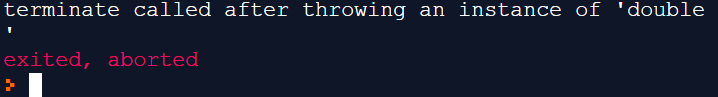 terminate called after throwing an instance of 'double
'
exited, aborted
>